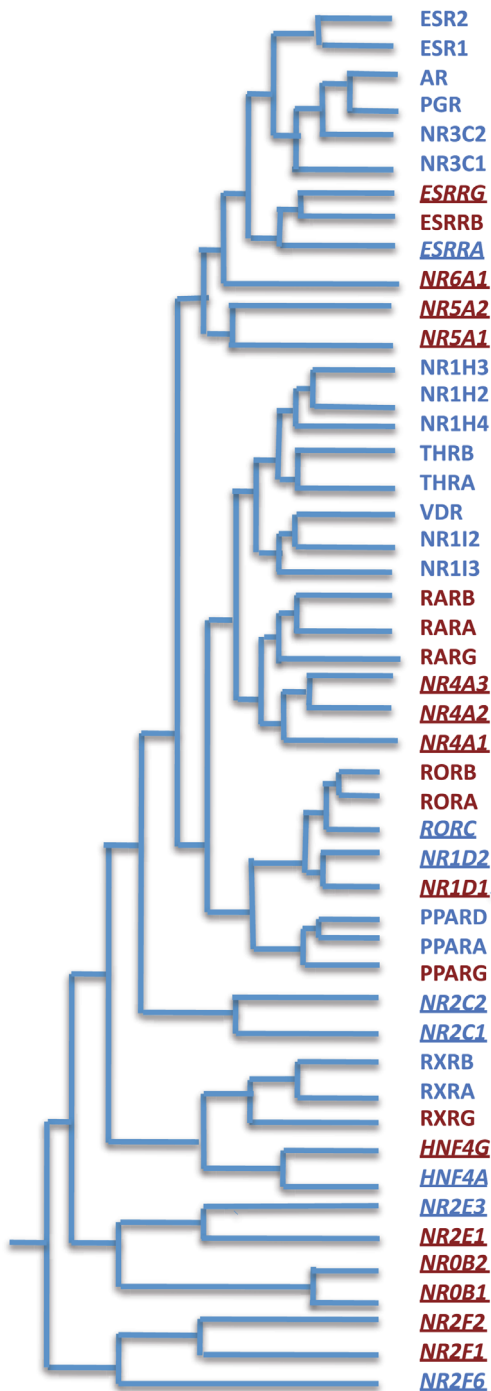 ESR2
ESR1
AR
PGR
NR3C2
NR3C1
ESRRG
ESRRB
ESRRA
NR6A1
NR5A2
NR5A1
NR1H3
NR1H2
NR1H4
THRB
THRA
VDR
NR1I2
NR1I3
RARB
RARA
RARG
NR4A3
NR4A2
NR4A1
RORB
RORA
RORC
NR1D2
NR1D1
PPARD
PPARA
PPARG
NR2C2
NR2C1
RXRB
RXRA
RXRG
HNF4G
HNF4A
NR2E3
NR2E1
NR0B2
NR0B1
NR2F2
NR2F1
NR2F6